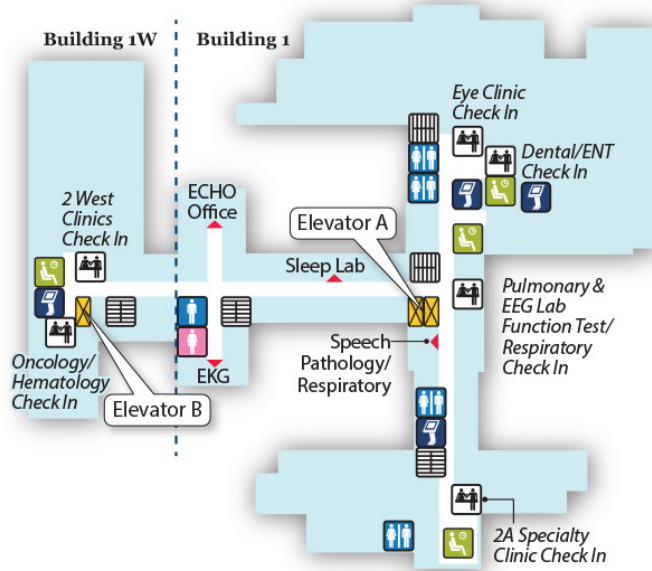 Building 1W
Building 1
Eye Clinic
Check In
Dental/ENT
Check In
2 West
Clinics
Check In
ECHO
Office
Elevator A
Sleep Lab
Pulmonary &
EEG Lab
Function Test/
Respiratory
Check In
Speech
Pathology/
Respiratory
Oncology/
Hematology
Check In
Elevator B
EKG
2A Specialty
Clinic Check In